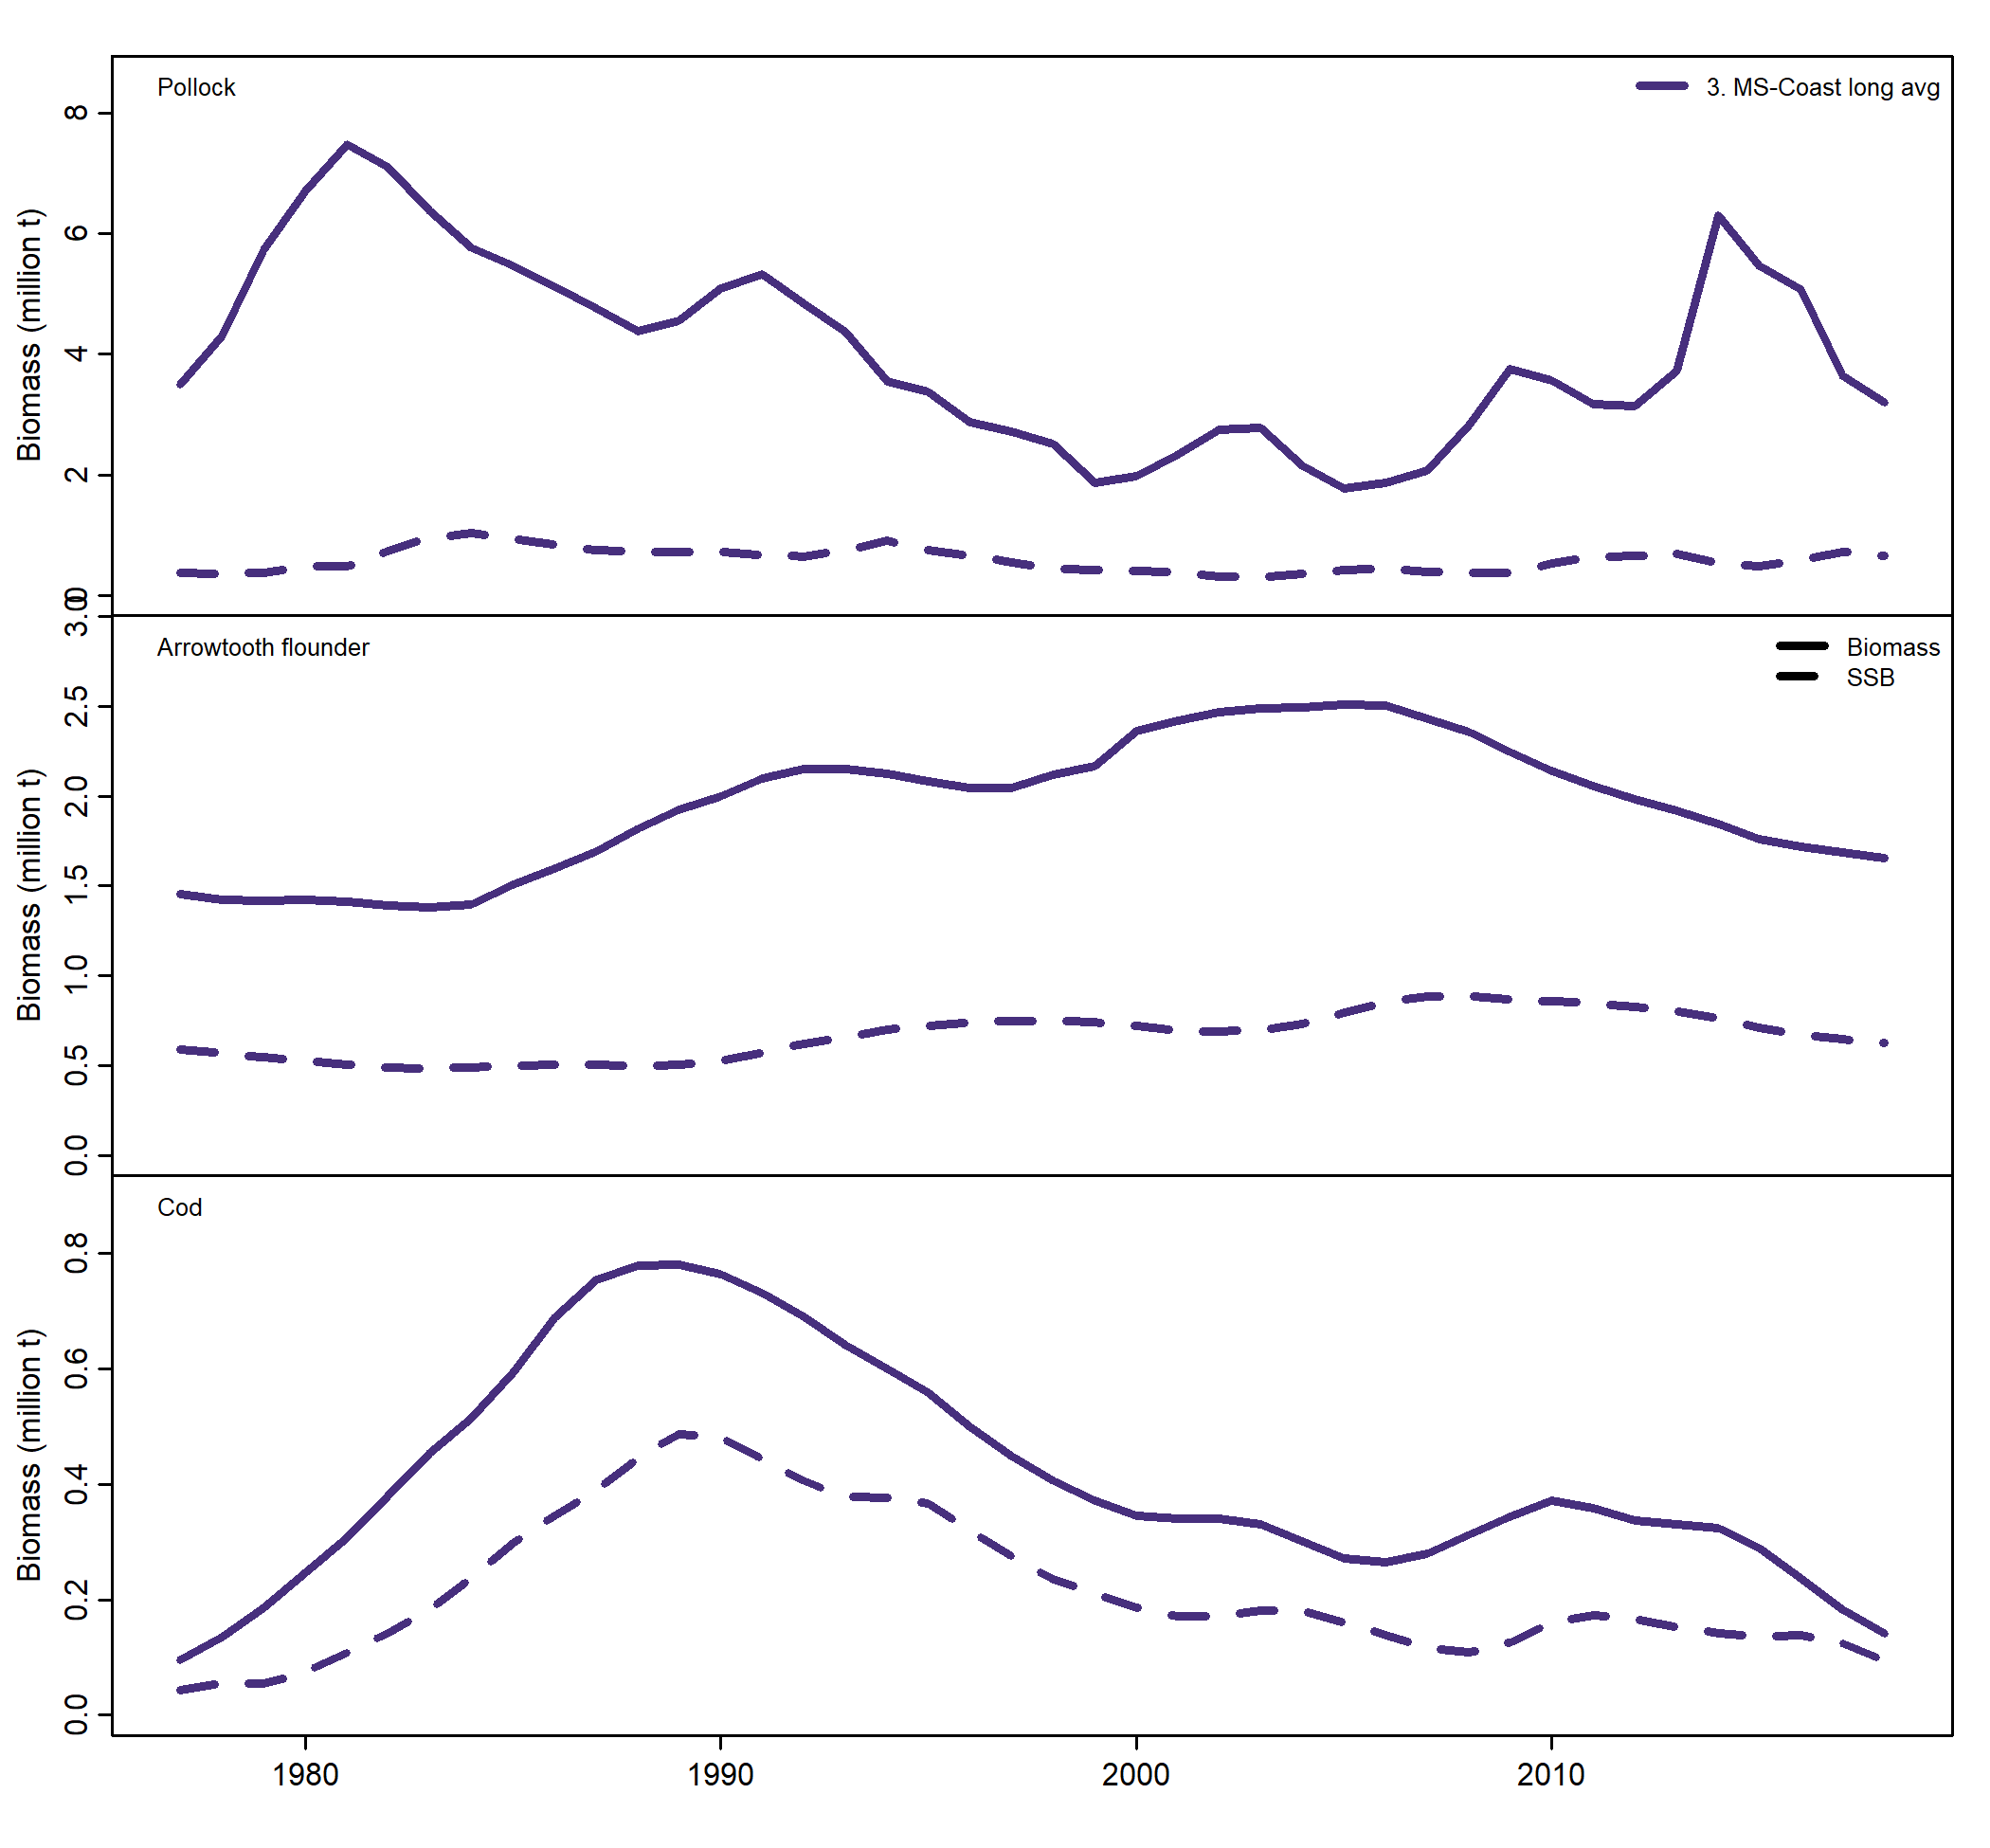 Pollock
3. MS-Coast long avg
Biomass (million t)
8
6
4
2
0
Arrowtooth flounder
Biomass
SSB
Biomass (million t)
3.0
2.5
2.0
1.5
1.0
0.5
0.0
Cod
Biomass (million t)
0.8
0.6
0.4
0.2
0.0
1980 1990 2000 2010